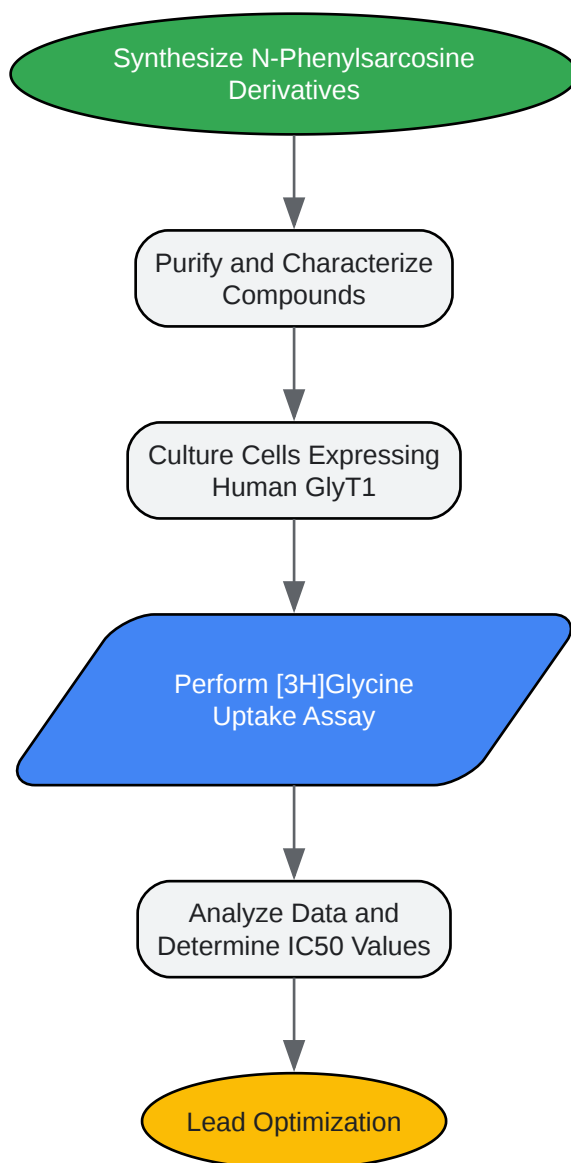 Synthesize N-Phenylsarcosine
Derivatives
Purify and Characterize
Compounds
Culture Cells Expressing
Human GlyT1
Perform [3H]Glycine
Uptake Assay
Analyze Data and
Determine IC50 Values
Lead Optimization